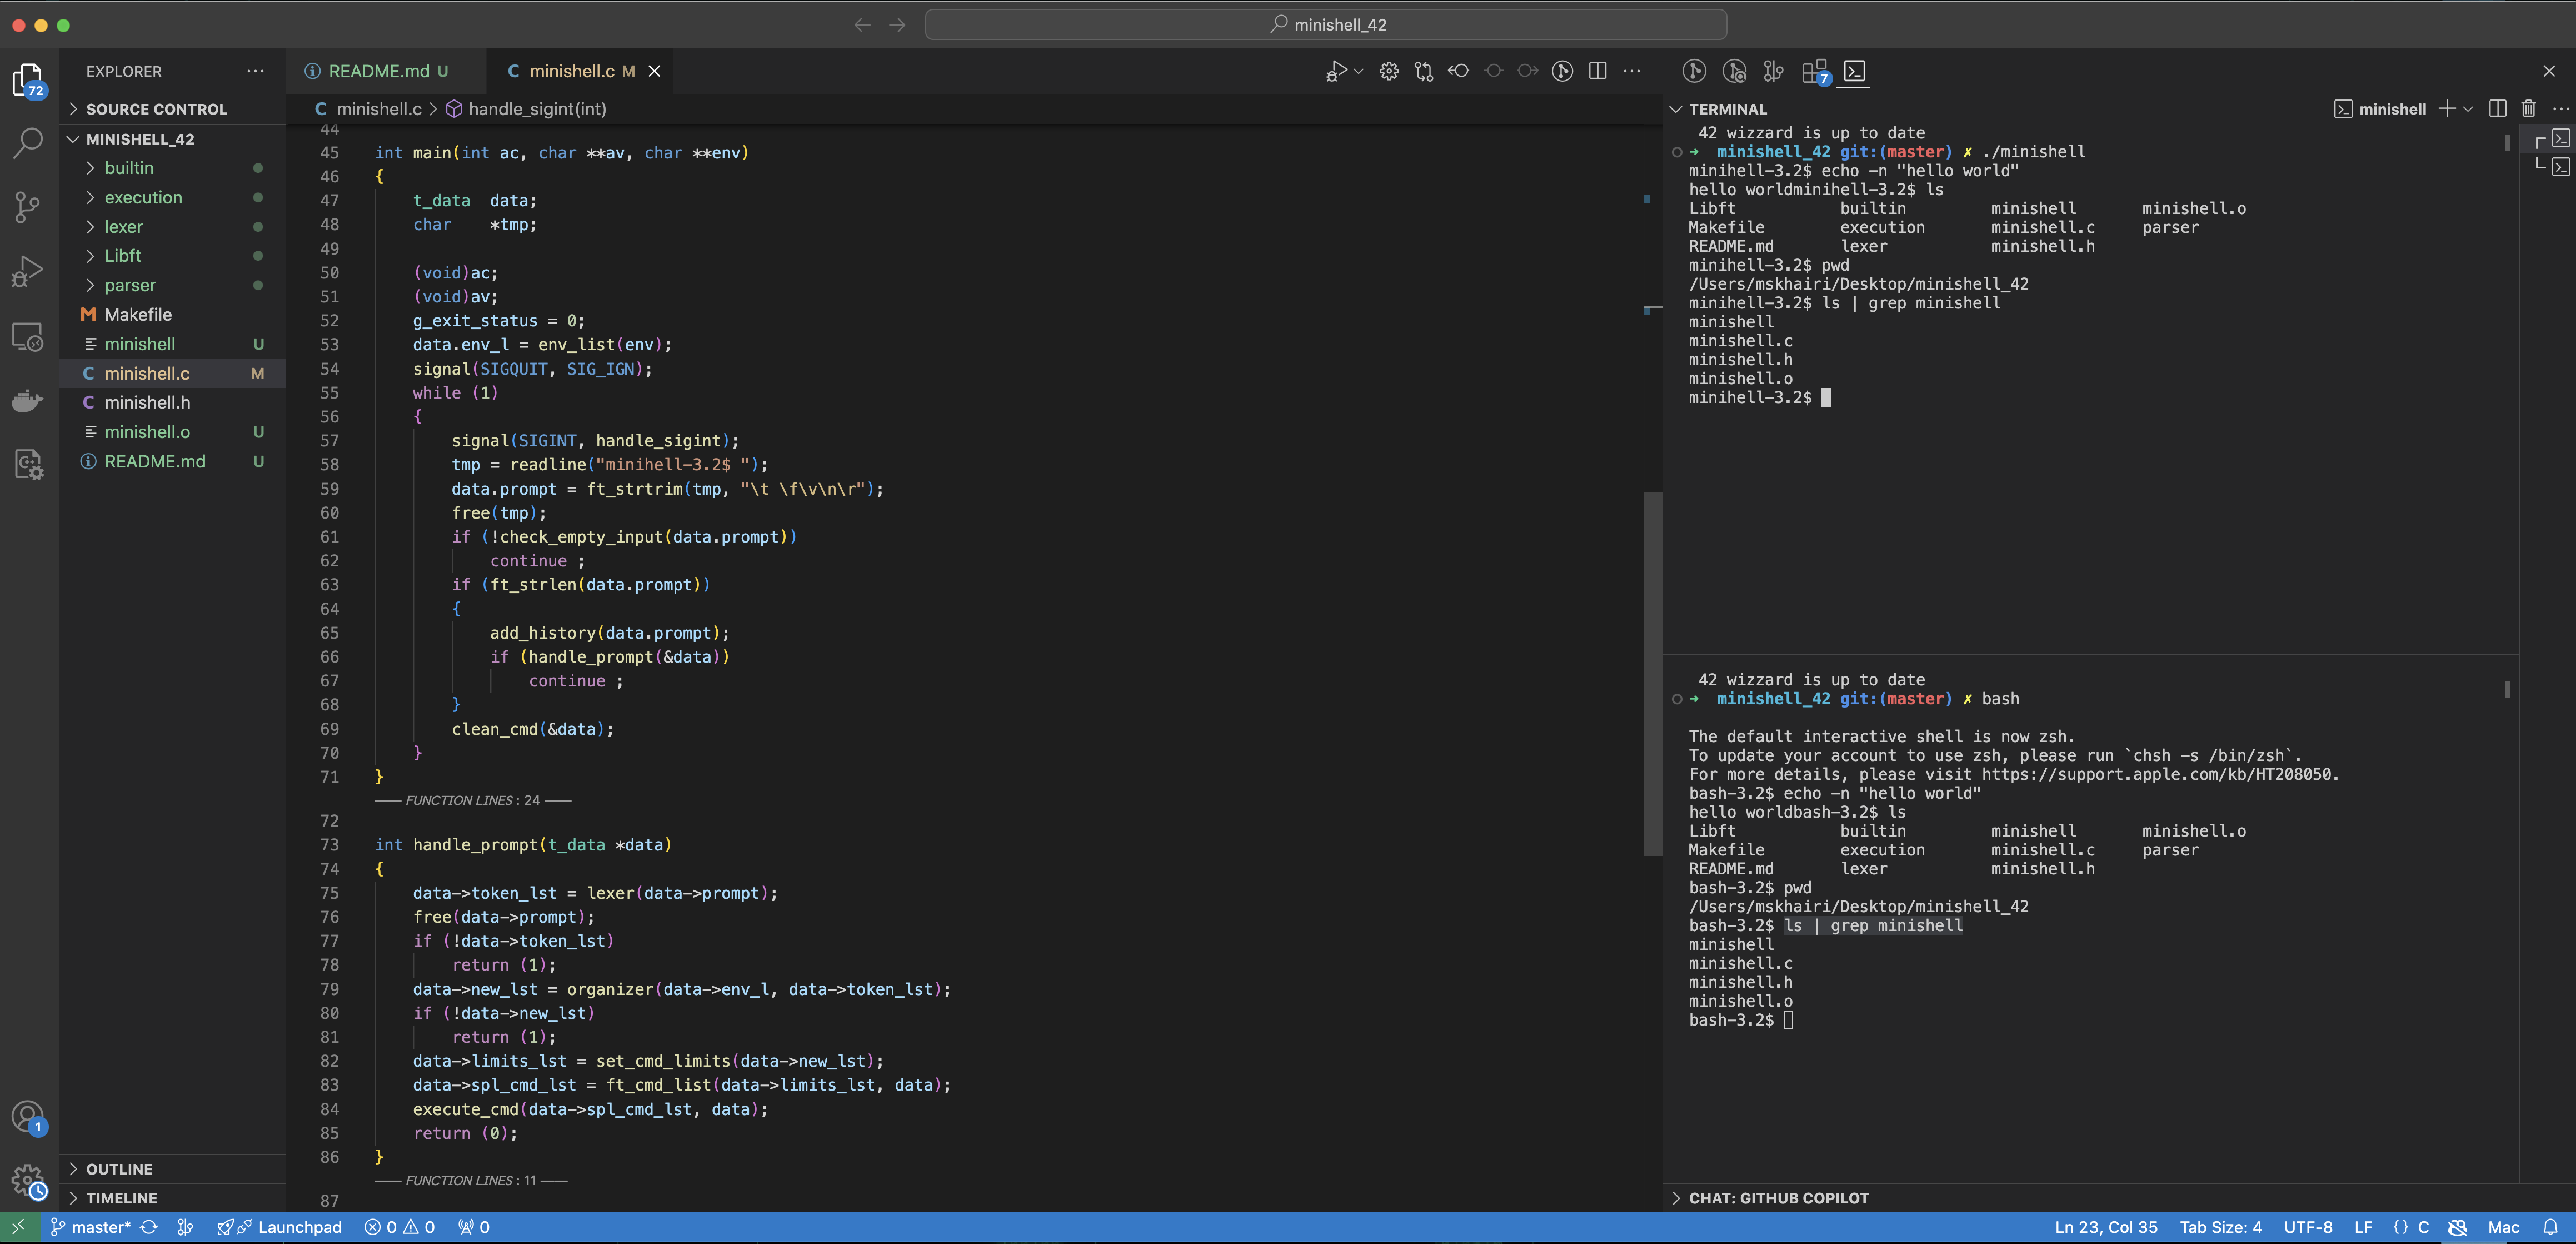 minishell_42
72
EXPLORER
SOURCE CONTROL
MINISHELL_42
builtin
execution
lexer
Libft
parser
Makefile
minishell U
minishell.c M
minishell.h
minishell.o U
README.md U
OUTLINE
TIMELINE
1
README.md U
minishell.c M
minishell.c > handle_sigint(int)
44
45 int main(int ac, char **av, char **env)
46 {
47 t_data data;
48 char *tmp;
49
50 (void)ac;
51 (void)av;
52 g_exit_status = 0;
53 data.env_l = env_list(env);
54 signal(SIGQUIT, SIG_IGN);
55 while (1)
56 {
57 signal(SIGINT, handle_sigint);
58 tmp = readline("minihell-3.2$ ");
59 data.prompt = ft_strtrim(tmp, "\t \f\v\n\r");
60 free(tmp);
61 if (!check_empty_input(data.prompt))
62 continue ;
63 if (ft_strlen(data.prompt))
64 {
65 add_history(data.prompt);
66 if (handle_prompt(&data))
67 continue ;
68 }
69 clean_cmd(&data);
70 }
71 }
FUNCTION LINES : 24
72
73 int handle_prompt(t_data *data)
74 {
75 data->token_lst = lexer(data->prompt);
76 free(data->prompt);
77 if (!data->token_lst)
78 return (1);
79 data->new_lst = organizer(data->env_l, data->token_lst);
80 if (!data->new_lst)
81 return (1);
82 data->limits_lst = set_cmd_limits(data->new_lst);
83 data->spl_cmd_lst = ft_cmd_list(data->limits_lst, data);
84 execute_cmd(data->spl_cmd_lst, data);
85 return (0);
86 }
FUNCTION LINES : 11
87
7
TERMINAL
minishell
42 wizzard is up to date
➜ minishell_42 git:(master) ✗ ./minishell
minihell-3.2$ echo -n "hello world"
hello worldminihell-3.2$ ls
Libft builtin minishell minishell.o
Makefile execution minishell.c parser
README.md lexer minishell.h
minihell-3.2$ pwd
/Users/mskhairi/Desktop/minishell_42
minihell-3.2$ ls | grep minishell
minishell
minishell.c
minishell.h
minishell.o
minihell-3.2$
42 wizzard is up to date
➜ minishell_42 git:(master) ✗ bash
The default interactive shell is now zsh.
To update your account to use zsh, please run `chsh -s /bin/zsh`.
For more details, please visit https://support.apple.com/kb/HT208050.
bash-3.2$ echo -n "hello world"
hello worldbash-3.2$ ls
Libft builtin minishell minishell.o
Makefile execution minishell.c parser
README.md lexer minishell.h
bash-3.2$ pwd
/Users/mskhairi/Desktop/minishell_42
bash-3.2$ ls | grep minishell
minishell
minishell.c
minishell.h
minishell.o
bash-3.2$
CHAT: GITHUB COPILOT
master* Launchpad 0 0 0 Ln 23, Col 35 Tab Size: 4 UTF-8 LF {} C Mac